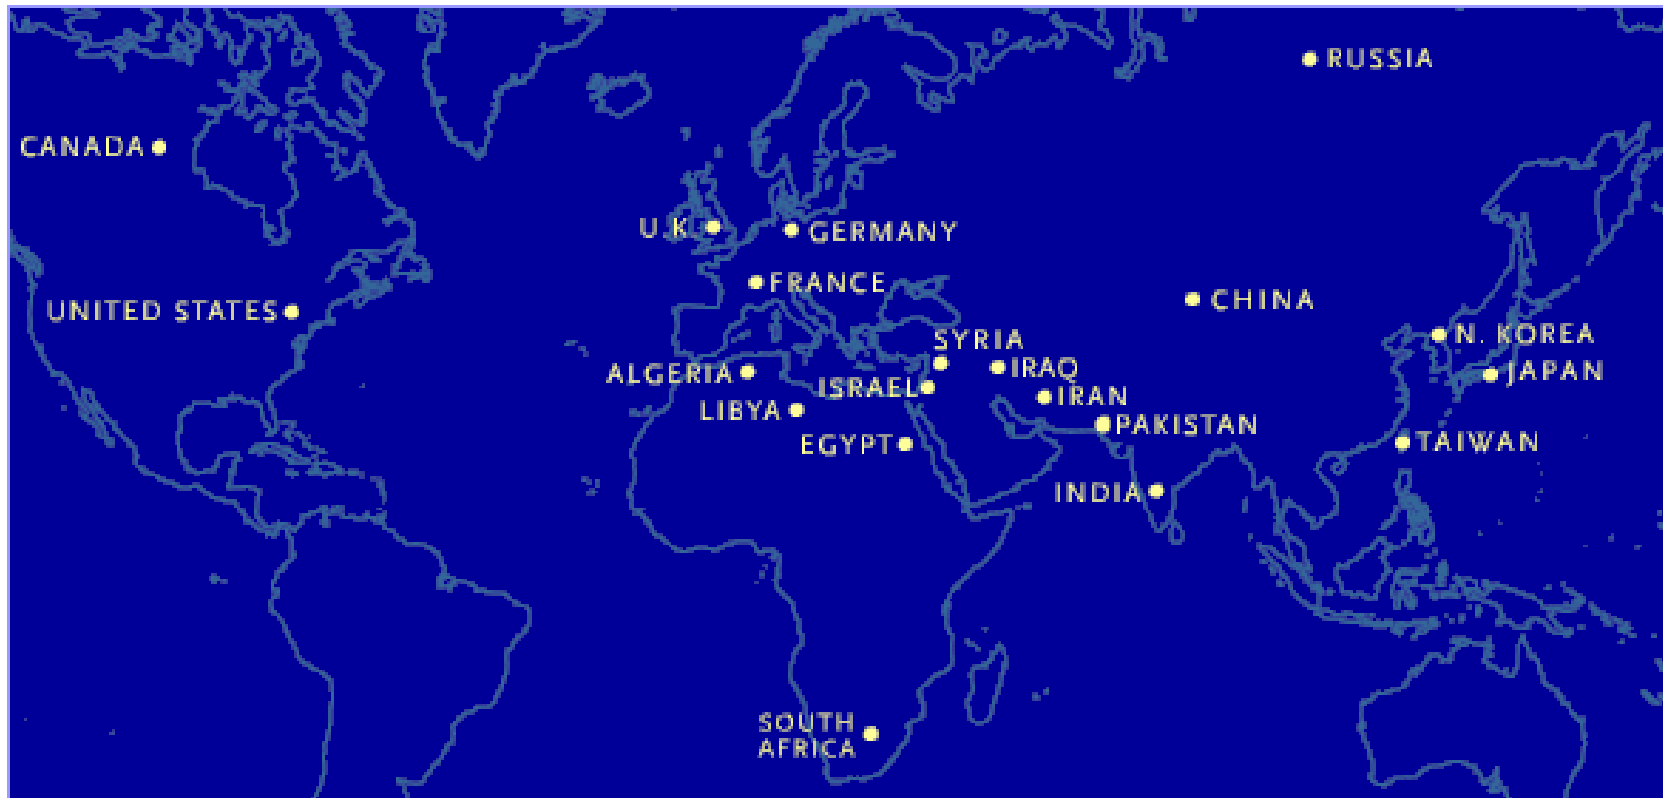 RUSSIA
CANADA
U.K.
GERMANY
FRANCE
CHINA
UNITED STATES
N. KOREA
SYRIA
IRAQ
JAPAN
ALGERIA
ISRAEL
IRAN
LIBYA
PAKISTAN
EGYPT
TAIWAN
INDIA
SOUTH
AFRICA